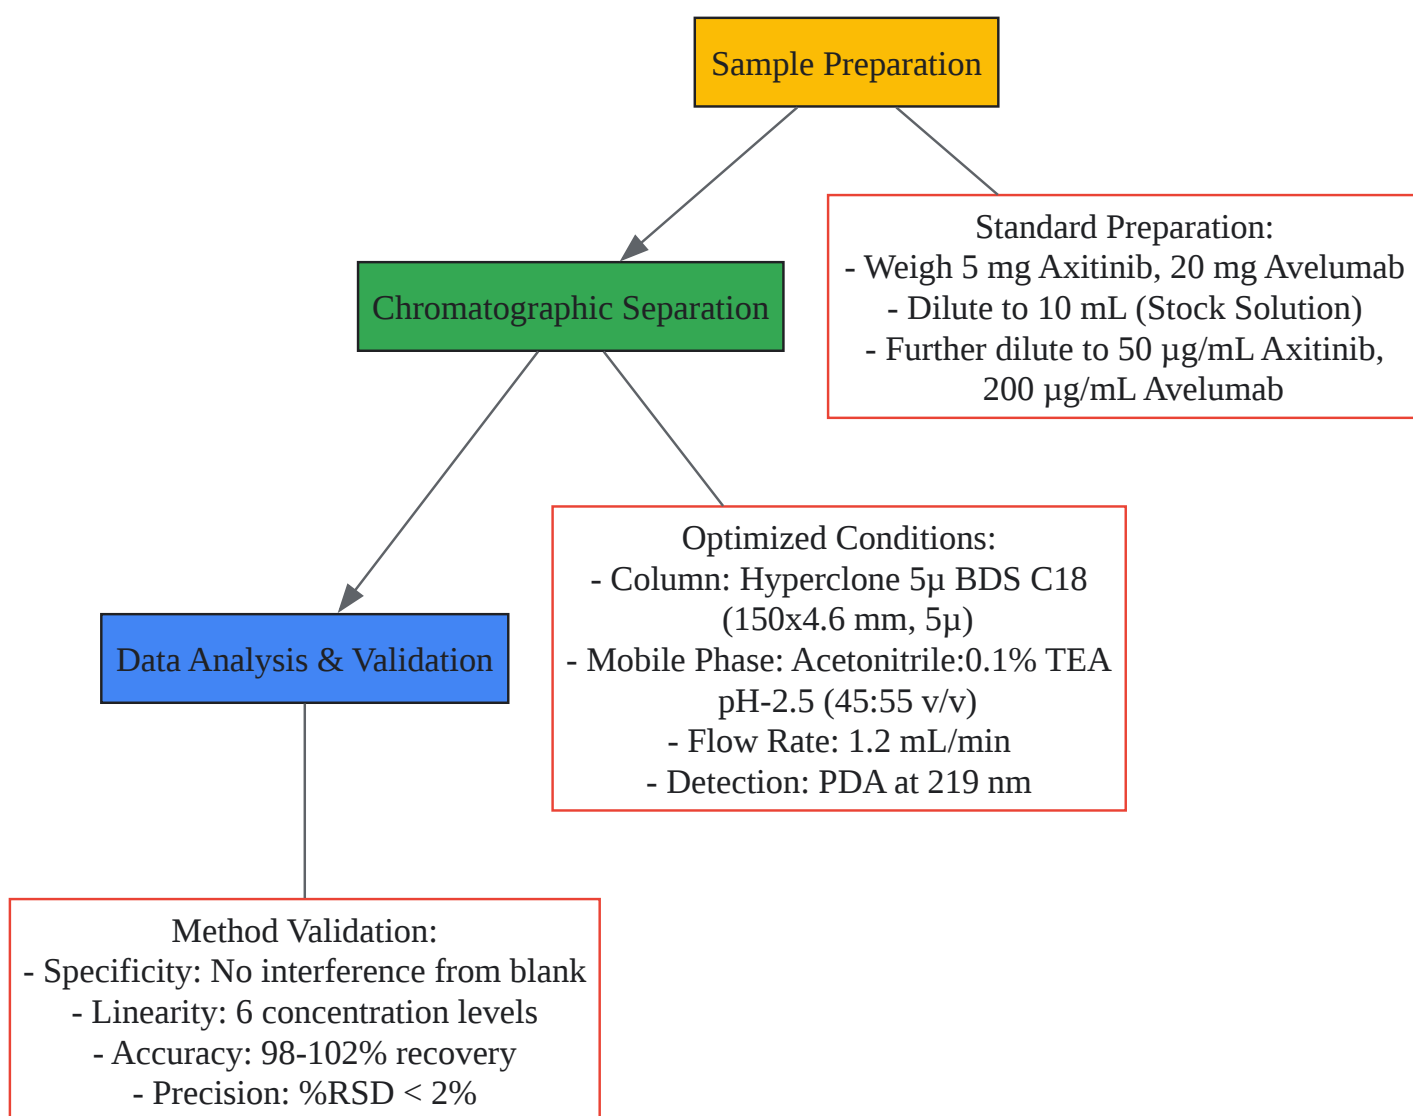 Sample Preparation
Standard Preparation:
- Weigh 5 mg Axitinib, 20 mg Avelumab
- Dilute to 10 mL (Stock Solution)
- Further dilute to 50 µg/mL Axitinib,
200 µg/mL Avelumab
Chromatographic Separation
Optimized Conditions:
- Column: Hyperclone 5µ BDS C18
(150x4.6 mm, 5µ)
- Mobile Phase: Acetonitrile:0.1% TEA
pH-2.5 (45:55 v/v)
- Flow Rate: 1.2 mL/min
- Detection: PDA at 219 nm
Data Analysis & Validation
Method Validation:
- Specificity: No interference from blank
- Linearity: 6 concentration levels
- Accuracy: 98-102% recovery
- Precision: %RSD < 2%